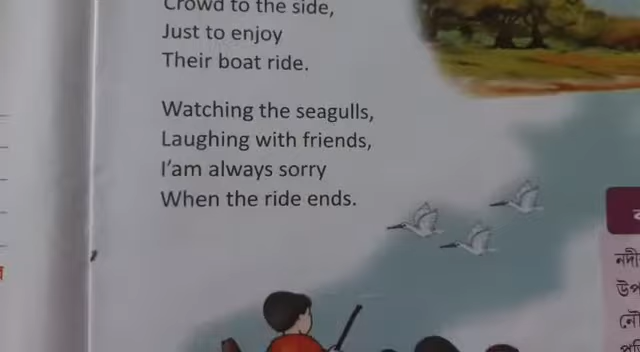 Crowd to the side,
Just to enjoy
Their boat ride.
Watching the seagulls,
Laughing with friends,
I'am always sorry
When the ride ends.
নদী